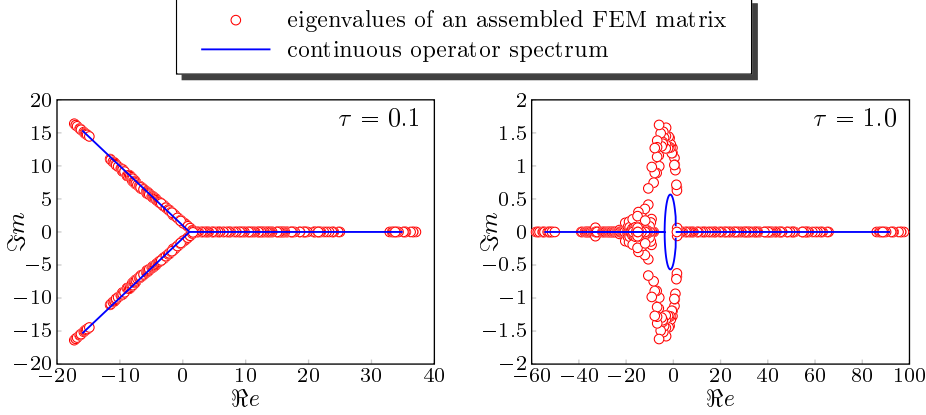 eigenvalues of an assembled FEM matrix
continuous operator spectrum
τ = 0.1
20
15
10
5
0
−5
−10
−15
−20
ℑm
−20 −10 0 10 20 30 40
ℜe
τ = 1.0
2
1.5
1
0.5
0
−0.5
−1
−1.5
−2
ℑm
−60 −40 −20 0 20 40 60 80 100
ℜe